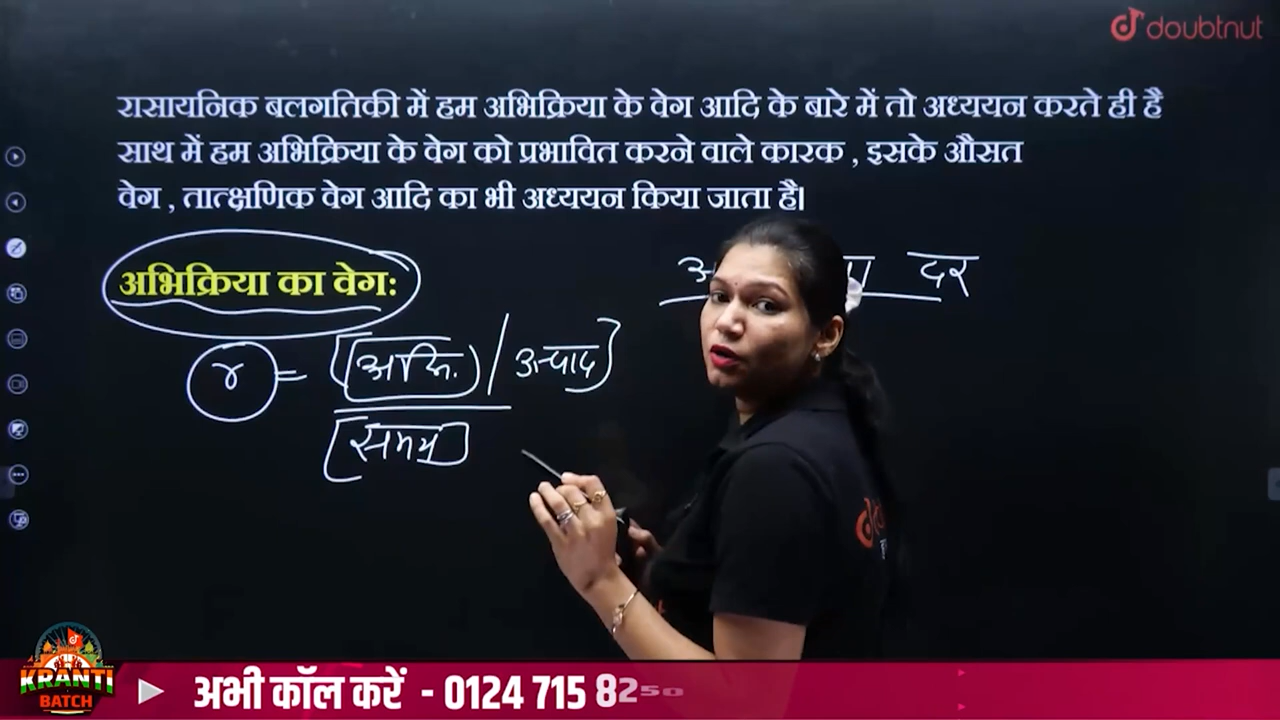 doubtnut
रासायनिक बलगतिकी में हम अभिक्रिया के वेग आदि के बारे में तो अध्ययन करते ही है
साथ में हम अभिक्रिया के वेग को प्रभावित करने वाले कारक , इसके औसत
वेग , तात्क्षणिक वेग आदि का भी अध्ययन किया जाता है।
दर
अभिक्रिया का वेग:
r = [अभि.) / उत्पाद]
[समय]
KRANTI
BATCH
अभी कॉल करें - 0124 715 8250